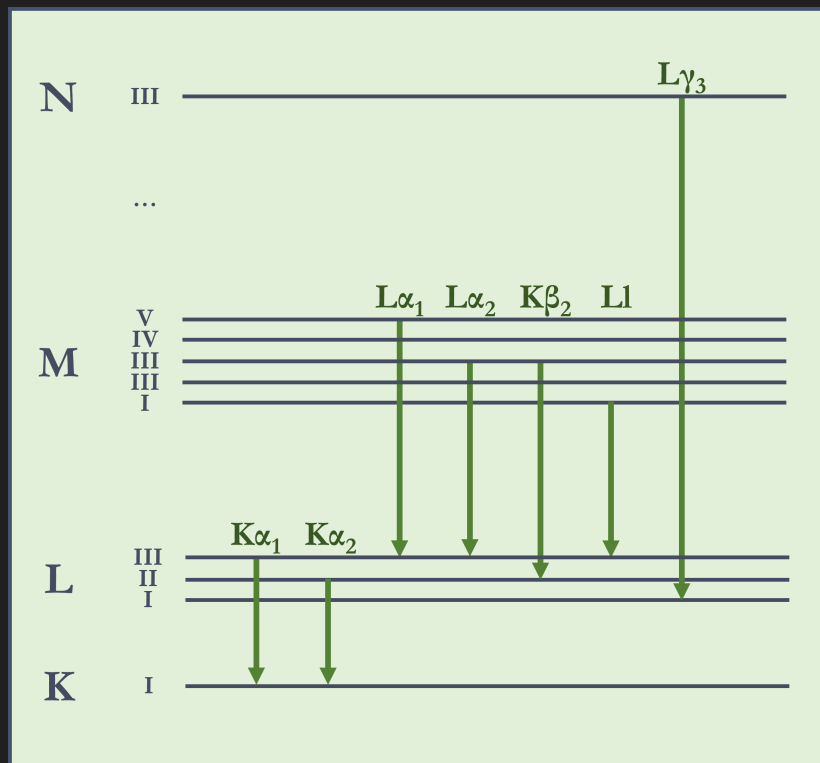 Lγ3
N III
...
Lα1 Lα2 Kβ2 Ll
V
IV
M III
III
I
Kα1 Kα2
III
L II
I
K I